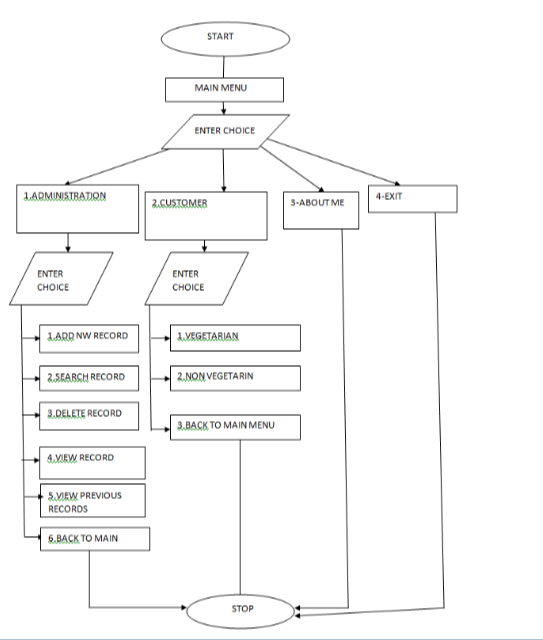 START
MAIN MENU
ENTER CHOICE
1.ADMINISTRATION
2.CUSTOMER
3-ABOUT ME
4-EXIT
ENTER
CHOICE
ENTER
CHOICE
1.ADD NW RECORD
2.SEARCH RECORD
3.DELETE RECORD
4.VIEW RECORD
5.VIEW PREVIOUS
RECORDS
6.BACK TO MAIN
1.VEGETARIAN
2.NON VEGETARIN
3.BACK TO MAIN MENU
STOP